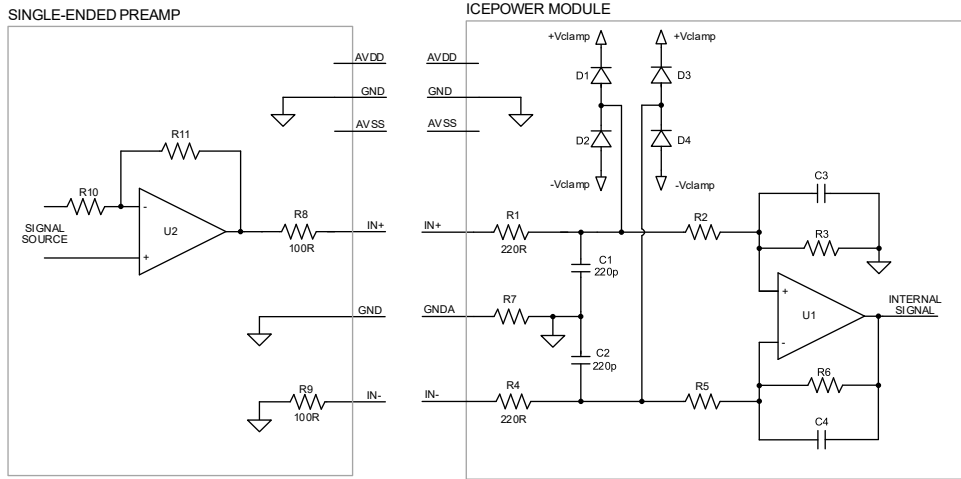 SINGLE-ENDED PREAMP
ICEPOWER MODULE
AVDD
GND
AVSS
AVDD
GND
AVSS
+Vclamp
+Vclamp
D1
D3
D2
D4
-Vclamp
-Vclamp
R11
R10
SIGNAL
SOURCE
-
+
U2
R8
100R
IN+
IN+
R1
220R
R2
C3
R3
C1
220p
GND
GNDA
R7
C2
220p
+
-
U1
INTERNAL
SIGNAL
R9
100R
IN-
IN-
R4
220R
R5
R6
C4